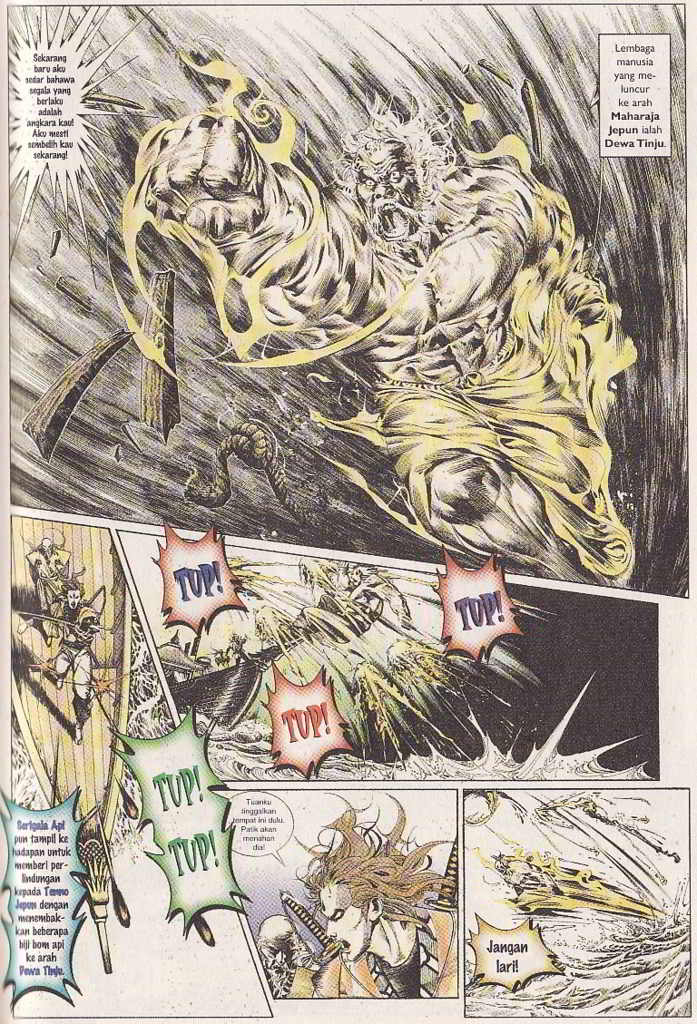 Sekarang
baru aku
sedar bahawa
segala yang
berlaku
adalah
angkara kau!
Aku mesti
sembelih kau
sekarang!
Lembaga
manusia
yang me-
luncur
ke arah
Maharaja
Jepun ialah
Dewa Tinju.
TUP!
TUP!
TUP!
TUP!
TUP!
Serigala Api
pun tampil ke
hadapan untuk
memberi per-
lindungan
kepada Tenno
Jepun dengan
menembak-
kan beberapa
biji bom api
ke arah
Dewa Tinju.
Tuanku
tinggalkan
tempat ini dulu.
Patik akan
menahan
dia!
Jangan
lari!